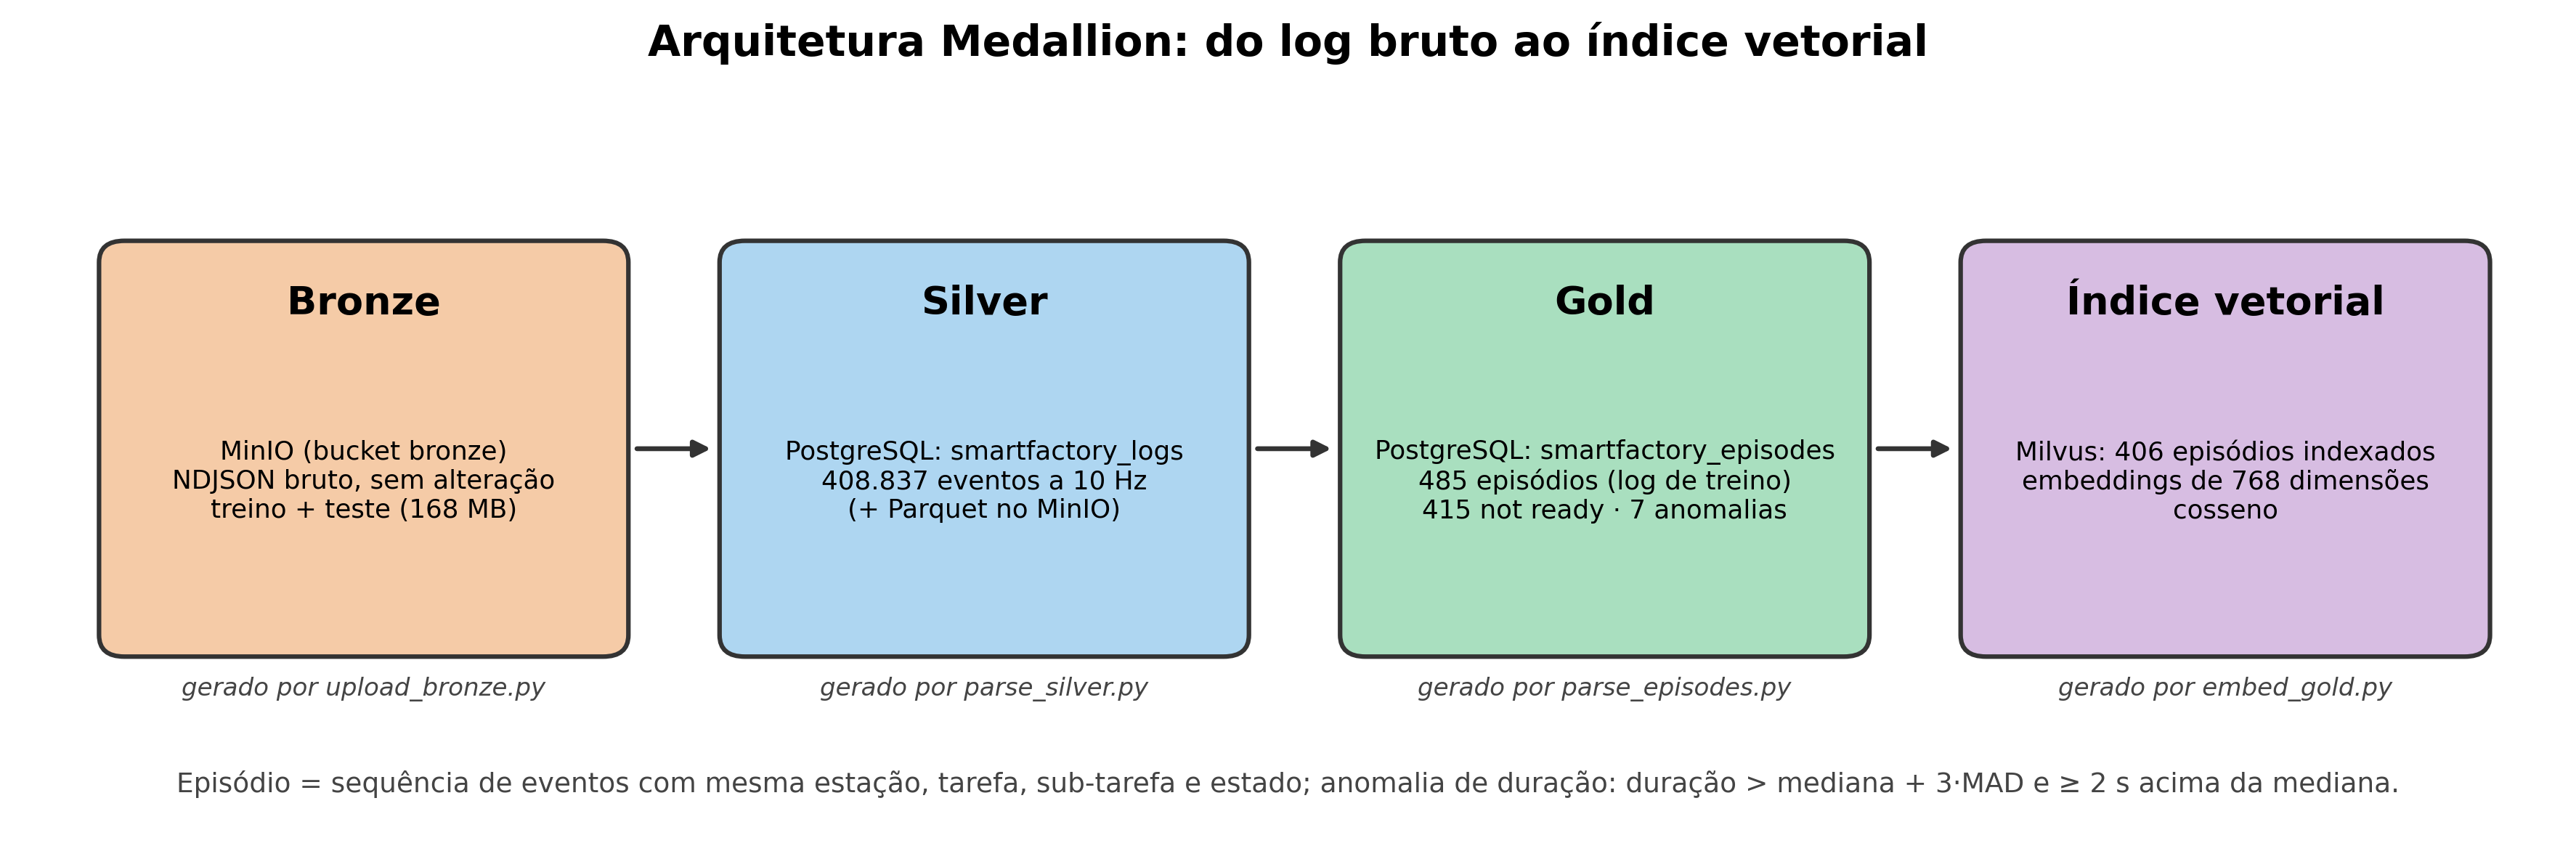 Arquitetura Medallion: do log bruto ao índice vetorial
Bronze
MinIO (bucket bronze)
NDJSON bruto, sem alteração
treino + teste (168 MB)
gerado por upload_bronze.py
Silver
PostgreSQL: smartfactory_logs
408.837 eventos a 10 Hz
(+ Parquet no MinIO)
gerado por parse_silver.py
Gold
PostgreSQL: smartfactory_episodes
485 episódios (log de treino)
415 not ready · 7 anomalias
gerado por parse_episodes.py
Índice vetorial
Milvus: 406 episódios indexados
embeddings de 768 dimensões
cosseno
gerado por embed_gold.py
Episódio = sequência de eventos com mesma estação, tarefa, sub-tarefa e estado; anomalia de duração: duração > mediana + 3·MAD e ≥ 2 s acima da mediana.